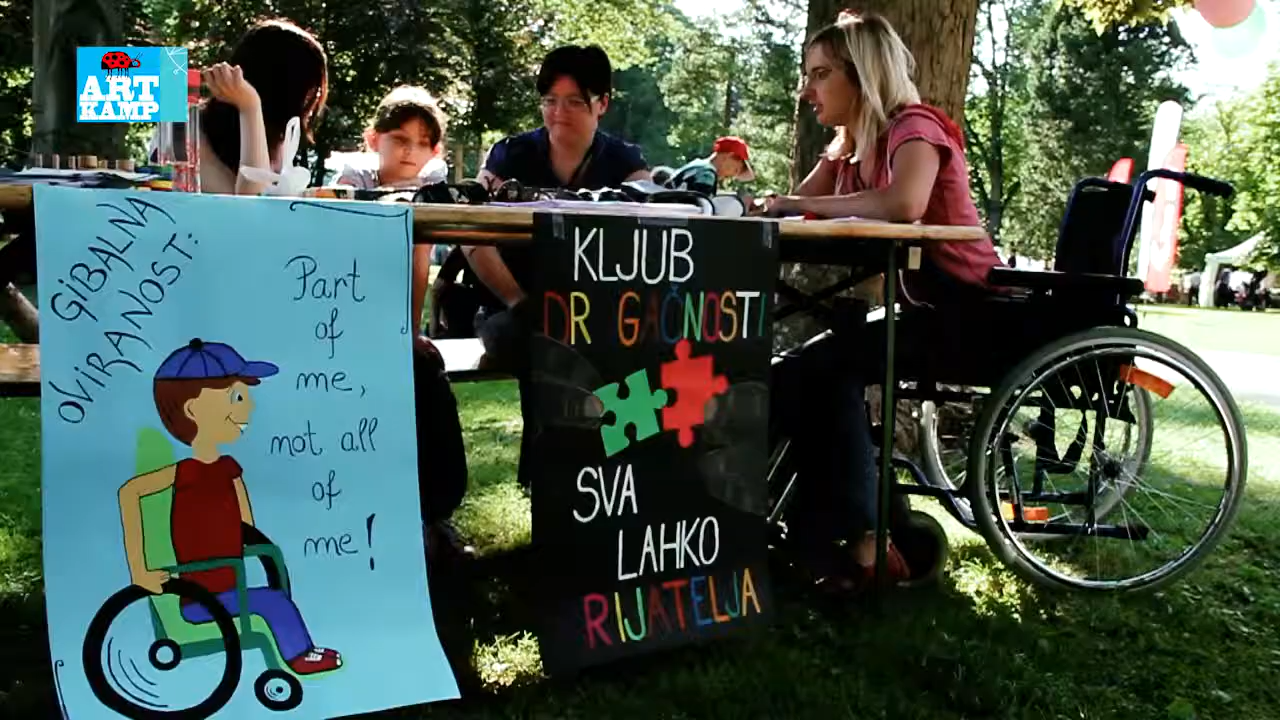 ART
KAMP
GIBALNA
OVIRANOST:
Part
of
me,
not all
of
me!
KLJUB
DR GAČNOSTI
SVA
LAHKO
RIJATELJA